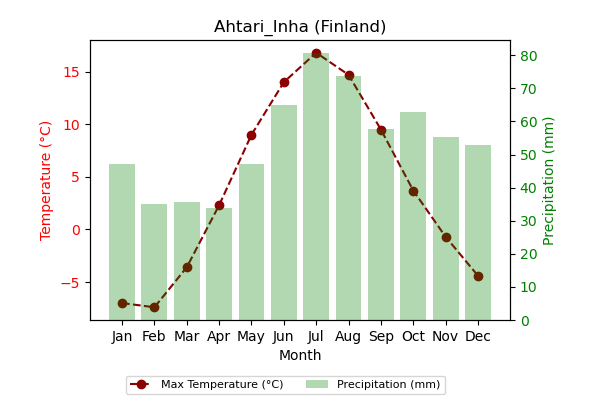 Ahtari_Inha (Finland)
Temperature (°C)
15
10
5
0
−5
80
70
60
50
40
30
20
10
0
Precipitation (mm)
Jan Feb Mar Apr May Jun Jul Aug Sep Oct Nov Dec
Month
Max Temperature (°C) Precipitation (mm)